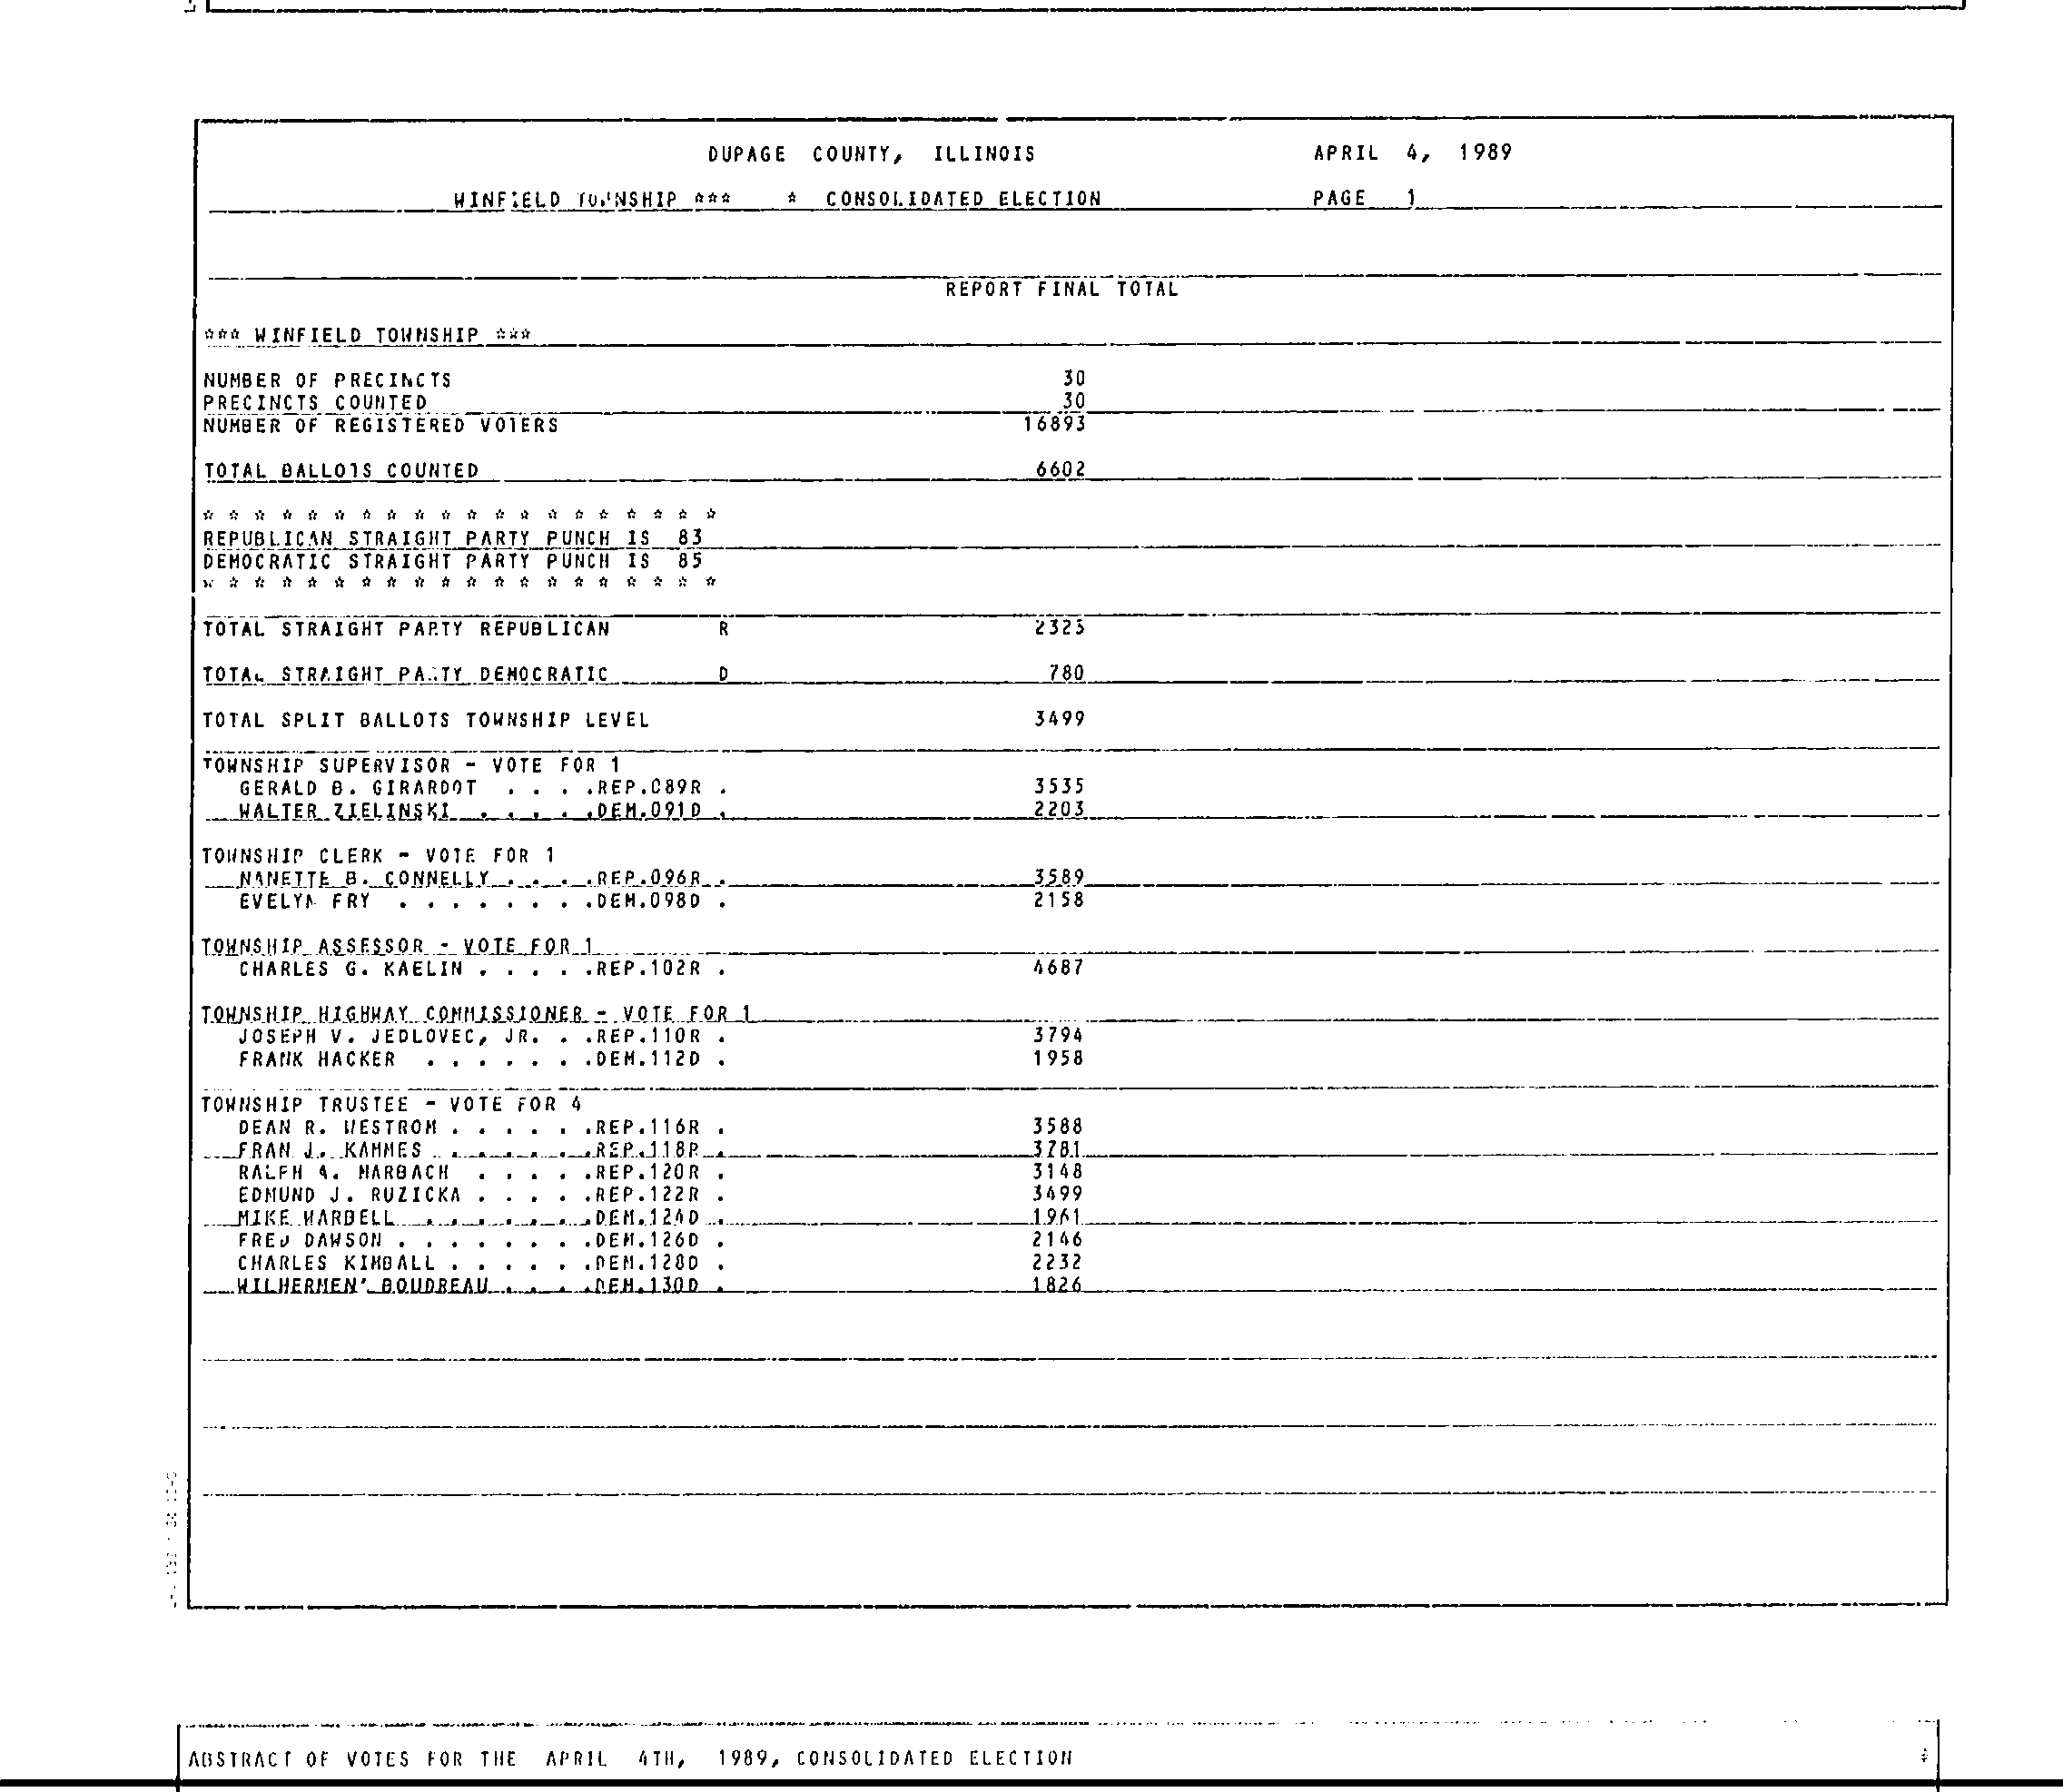 DUPAGE COUNTY, ILLINOIS APRIL 4, 1989
WINFIELD TOWNSHIP *** * CONSOLIDATED ELECTION PAGE 1
REPORT FINAL TOTAL
*** WINFIELD TOWNSHIP ***
NUMBER OF PRECINCTS 30
PRECINCTS COUNTED 30
NUMBER OF REGISTERED VOTERS 16893
TOTAL BALLOTS COUNTED 6602
* * * * * * * * * * * * * * * * * * * *
REPUBLICAN STRAIGHT PARTY PUNCH IS 83
DEMOCRATIC STRAIGHT PARTY PUNCH IS 85
* * * * * * * * * * * * * * * * * * * *
TOTAL STRAIGHT PARTY REPUBLICAN R 2323
TOTAL STRAIGHT PARTY DEMOCRATIC D 780
TOTAL SPLIT BALLOTS TOWNSHIP LEVEL 3499
TOWNSHIP SUPERVISOR - VOTE FOR 1
GERALD B. GIRARDOT . . . .REP.089R . 3535
WALTER ZIELINSKI . . . . .DEM.091D . 2203
TOWNSHIP CLERK - VOTE FOR 1
NANETTE B. CONNELLY . . . .REP.096R . 3589
EVELYN FRY . . . . . . . .DEM.098D . 2158
TOWNSHIP ASSESSOR - VOTE FOR 1
CHARLES G. KAELIN . . . . .REP.102R . 4687
TOWNSHIP HIGHWAY COMMISSIONER - VOTE FOR 1
JOSEPH V. JEDLOVEC, JR. . .REP.110R . 3794
FRANK HACKER . . . . . . .DEM.112D . 1958
TOWNSHIP TRUSTEE - VOTE FOR 4
DEAN R. WESTROM . . . . . .REP.116R . 3588
FRAN J. KAMMES . . . . . .REP.118R . 3781
RALPH A. MARBACH . . . . .REP.120R . 3148
EDMUND J. RUZICKA . . . . .REP.122R . 3499
MIKE HARBELL . . . . . . .DEM.124D . 1961
FRED DAWSON . . . . . . . .DEM.126D . 2146
CHARLES KIMBALL . . . . . .DEM.128D . 2232
WILHERMEN' BOUDREAU . . . .DEM.130D . 1826
ABSTRACT OF VOTES FOR THE APRIL 4TH, 1989, CONSOLIDATED ELECTION